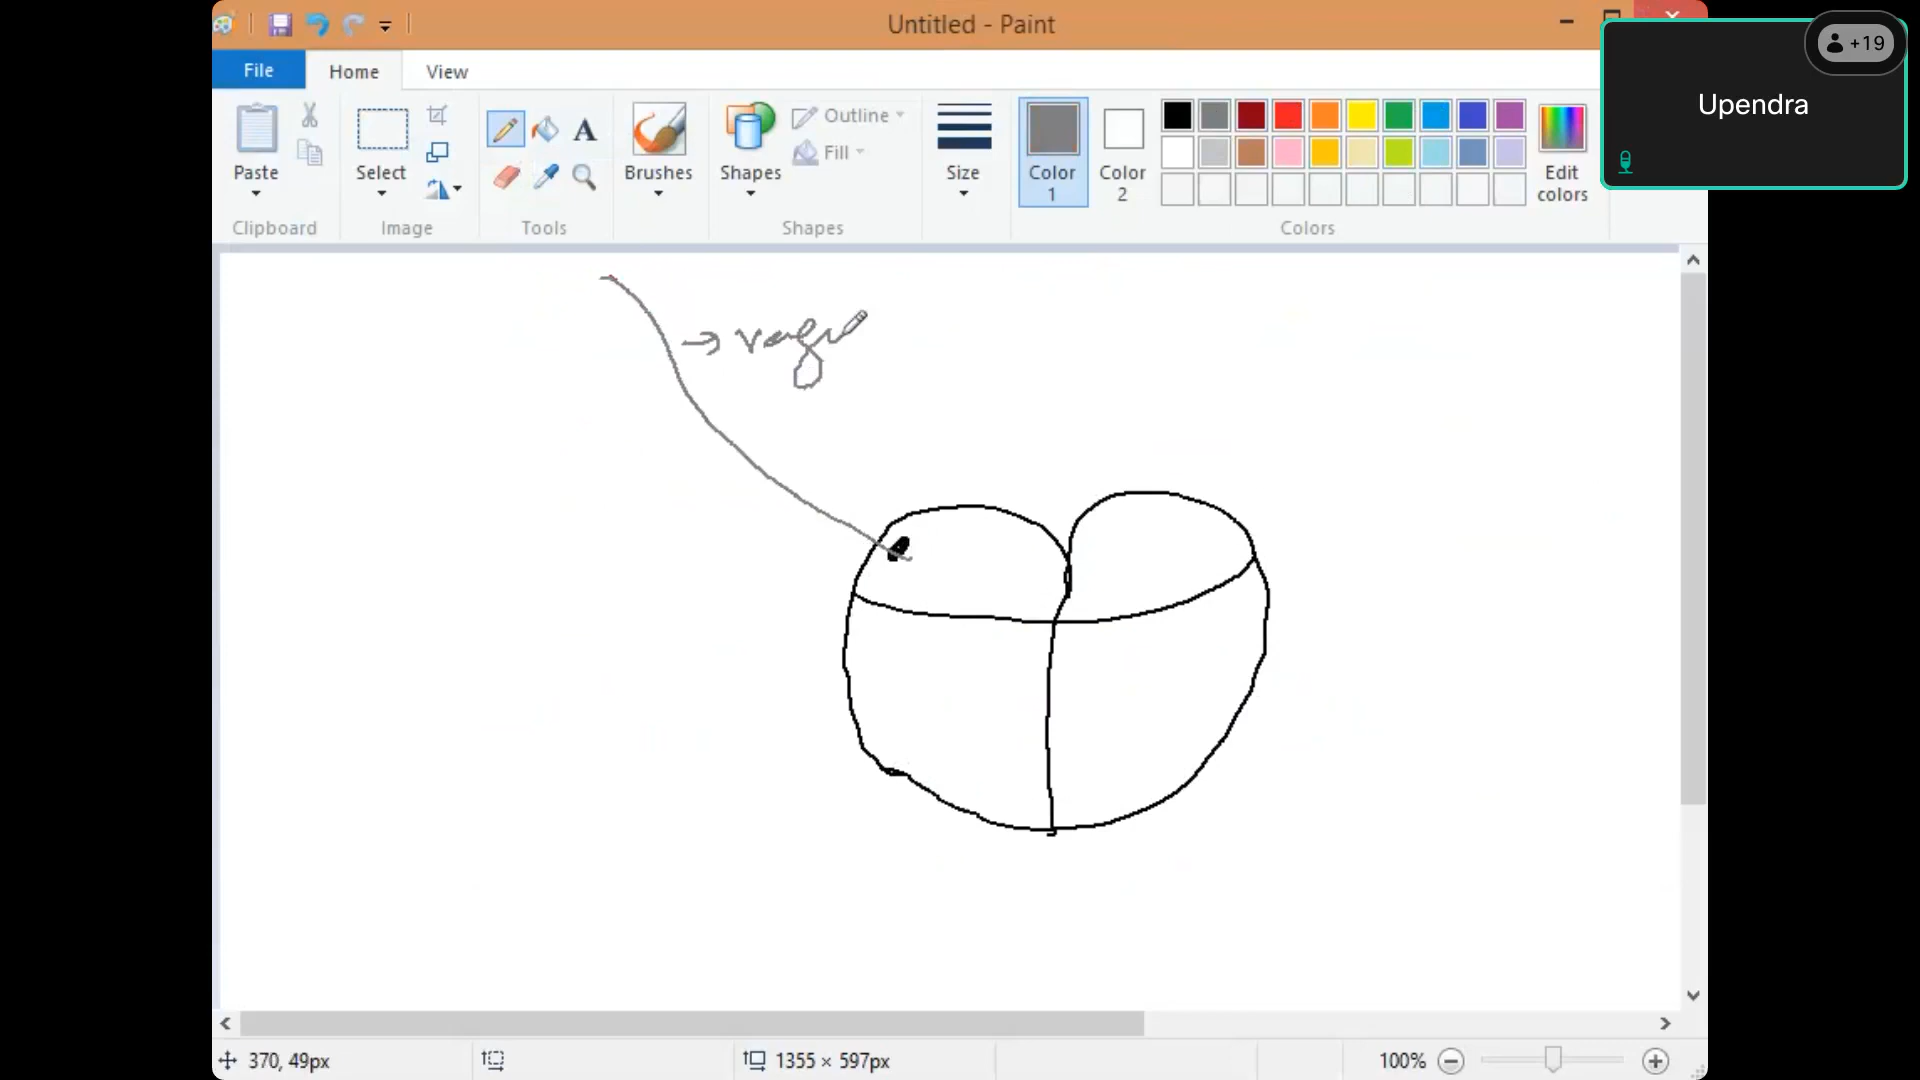 Untitled - Paint
+19
Upendra
File Home View
Paste
Select
Brushes
Shapes
Outline
Fill
Size
Color 1
Color 2
Edit colors
Clipboard
Image
Tools
Shapes
Colors
→ vagu
370, 49px
1355 × 597px
100%